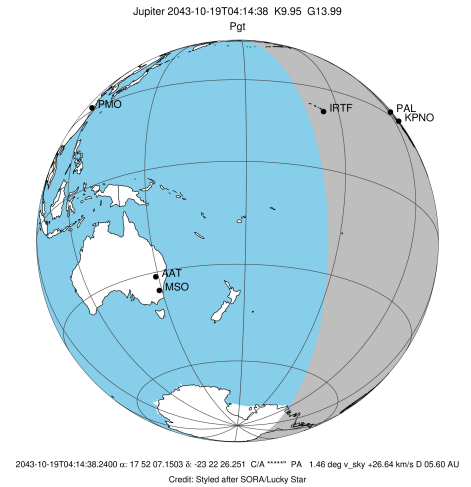 Jupiter 2043-10-19T04:14:38 K9.95 G13.99
Pgt
PMO
IRTF
PAL
KPNO
AAT
MSO
2043-10-19T04:14:38.2400 α: 17 52 07.1503 δ: -23 22 26.251 C/A *****" PA 1.46 deg v_sky +26.64 km/s D 05.60 AU
Credit: Styled after SORA/Lucky Star